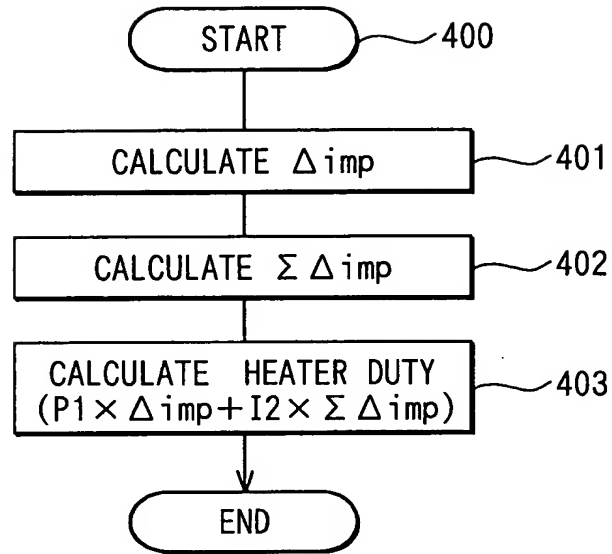 START
400
CALCULATE Δimp
401
CALCULATE ΣΔimp
402
CALCULATE HEATER DUTY
(P1×Δimp+I2×ΣΔimp)
403
END